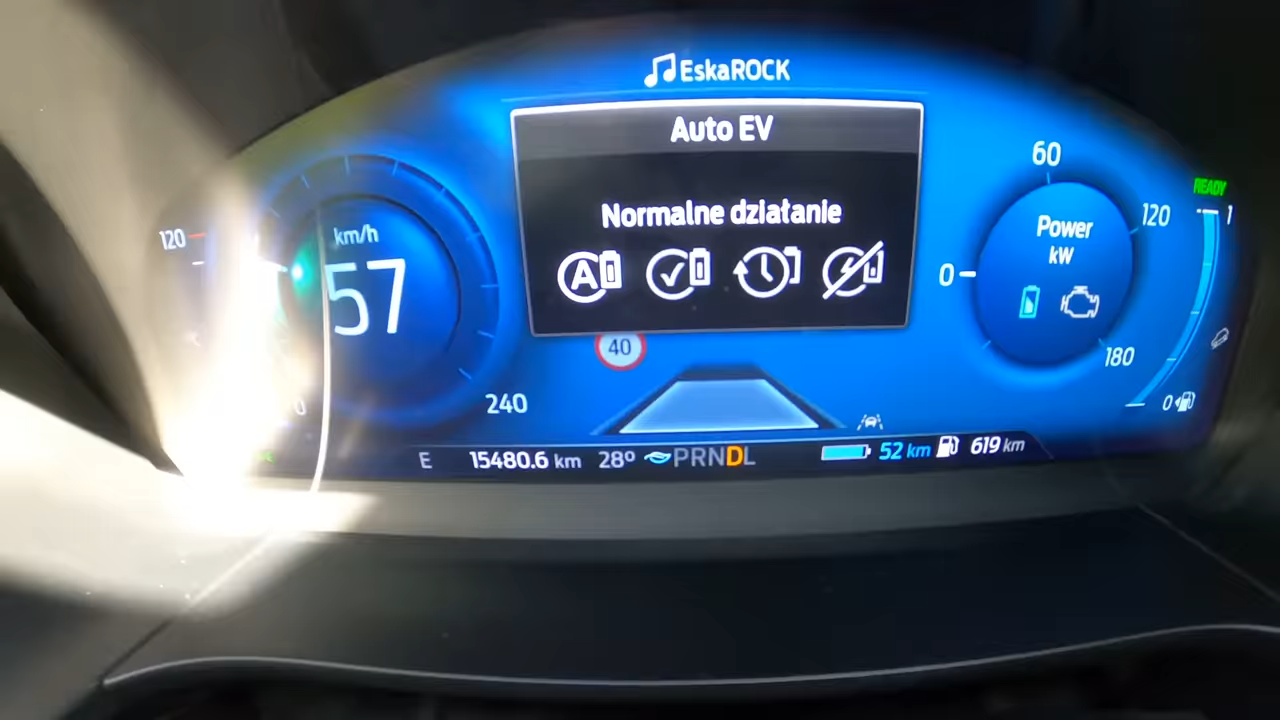 EskaROCK
Auto EV
Normalne działanie
A
120
km/h
57
240
40
60
120
180
0
Power
kW
READY
1
0
E 15480.6 km 28° PRNDL 52 km 619 km